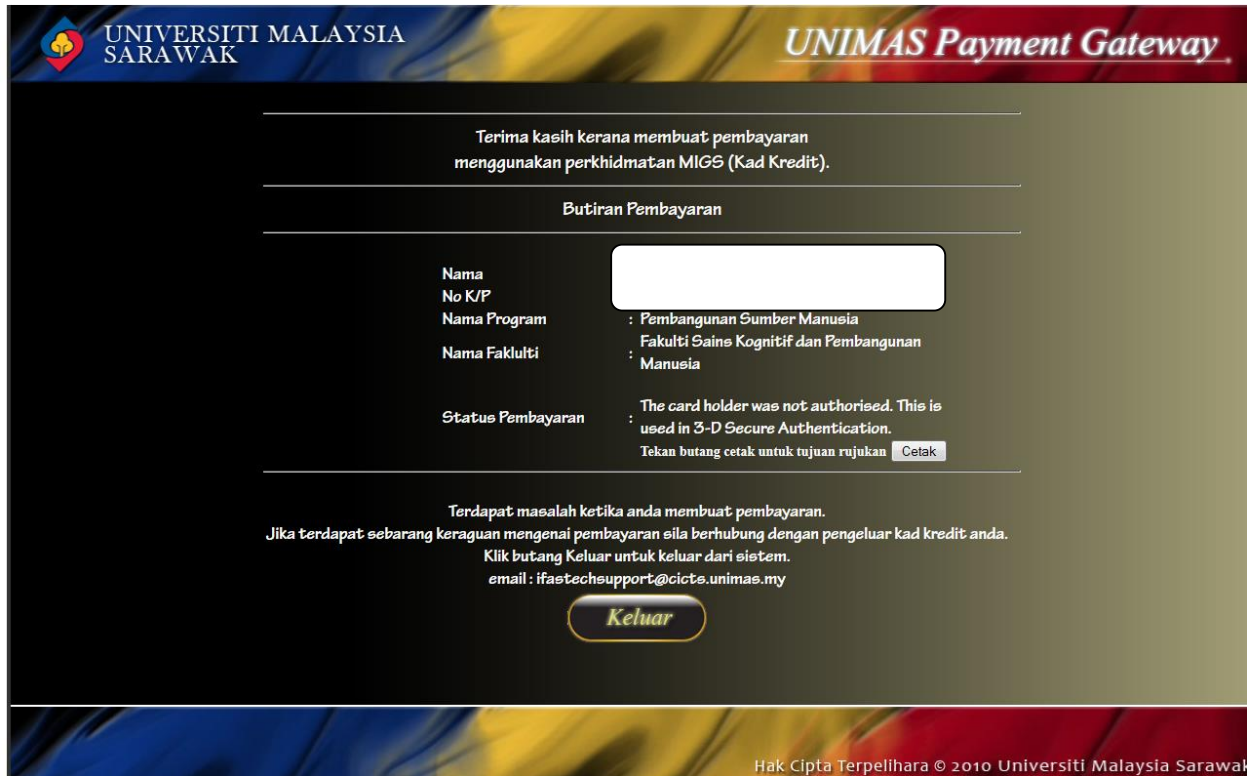 UNIVERSITI MALAYSIA
SARAWAK
UNIMAS Payment Gateway
Terima kasih kerana membuat pembayaran
menggunakan perkhidmatan MIGS (Kad Kredit).
Butiran Pembayaran
Nama
No K/P
Nama Program : Pembangunan Sumber Manusia
Nama Faklulti : Fakulti Sains Kognitif dan Pembangunan
Manusia
Status Pembayaran : The card holder was not authorised. This is
used in 3-D Secure Authentication.
Tekan butang cetak untuk tujuan rujukan Cetak
Terdapat masalah ketika anda membuat pembayaran.
Jika terdapat sebarang keraguan mengenai pembayaran sila berhubung dengan pengeluar kad kredit anda.
Klik butang Keluar untuk keluar dari sistem.
email : ifastechsupport@cicts.unimas.my
Keluar
Hak Cipta Terpelihara © 2010 Universiti Malaysia Sarawak